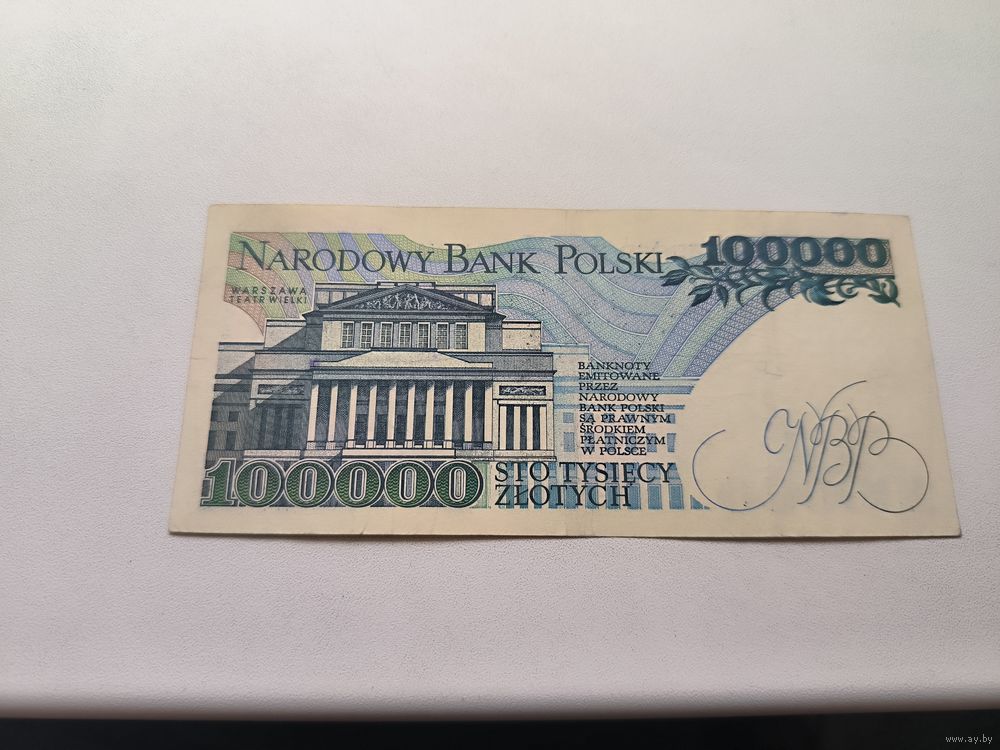 NARODOWY BANK POLSKI
100000
WARSZAWA
TEATR WIELKI
BANKNOTY
EMITOWANE
PRZEZ
NARODOWY
BANK POLSKI
SĄ PRAWNYM
ŚRODKIEM
PŁATNICZYM
W POLSCE
NBP
100000
STO TYSIĘCY
ZŁOTYCH
www.ay.by